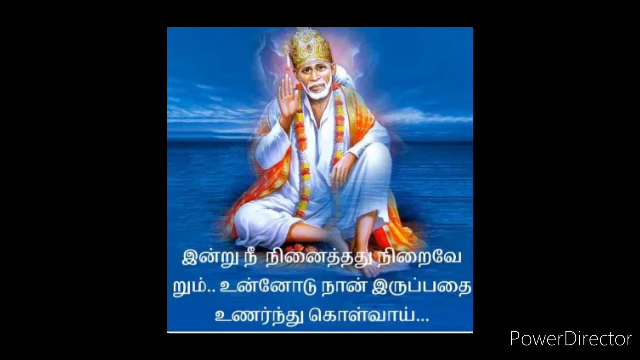 இன்று நீ நினைத்தது நிறைவே
றும்.. உன்னோடு நான் இருப்பதை
உணர்ந்து கொள்வாய்...
PowerDirector